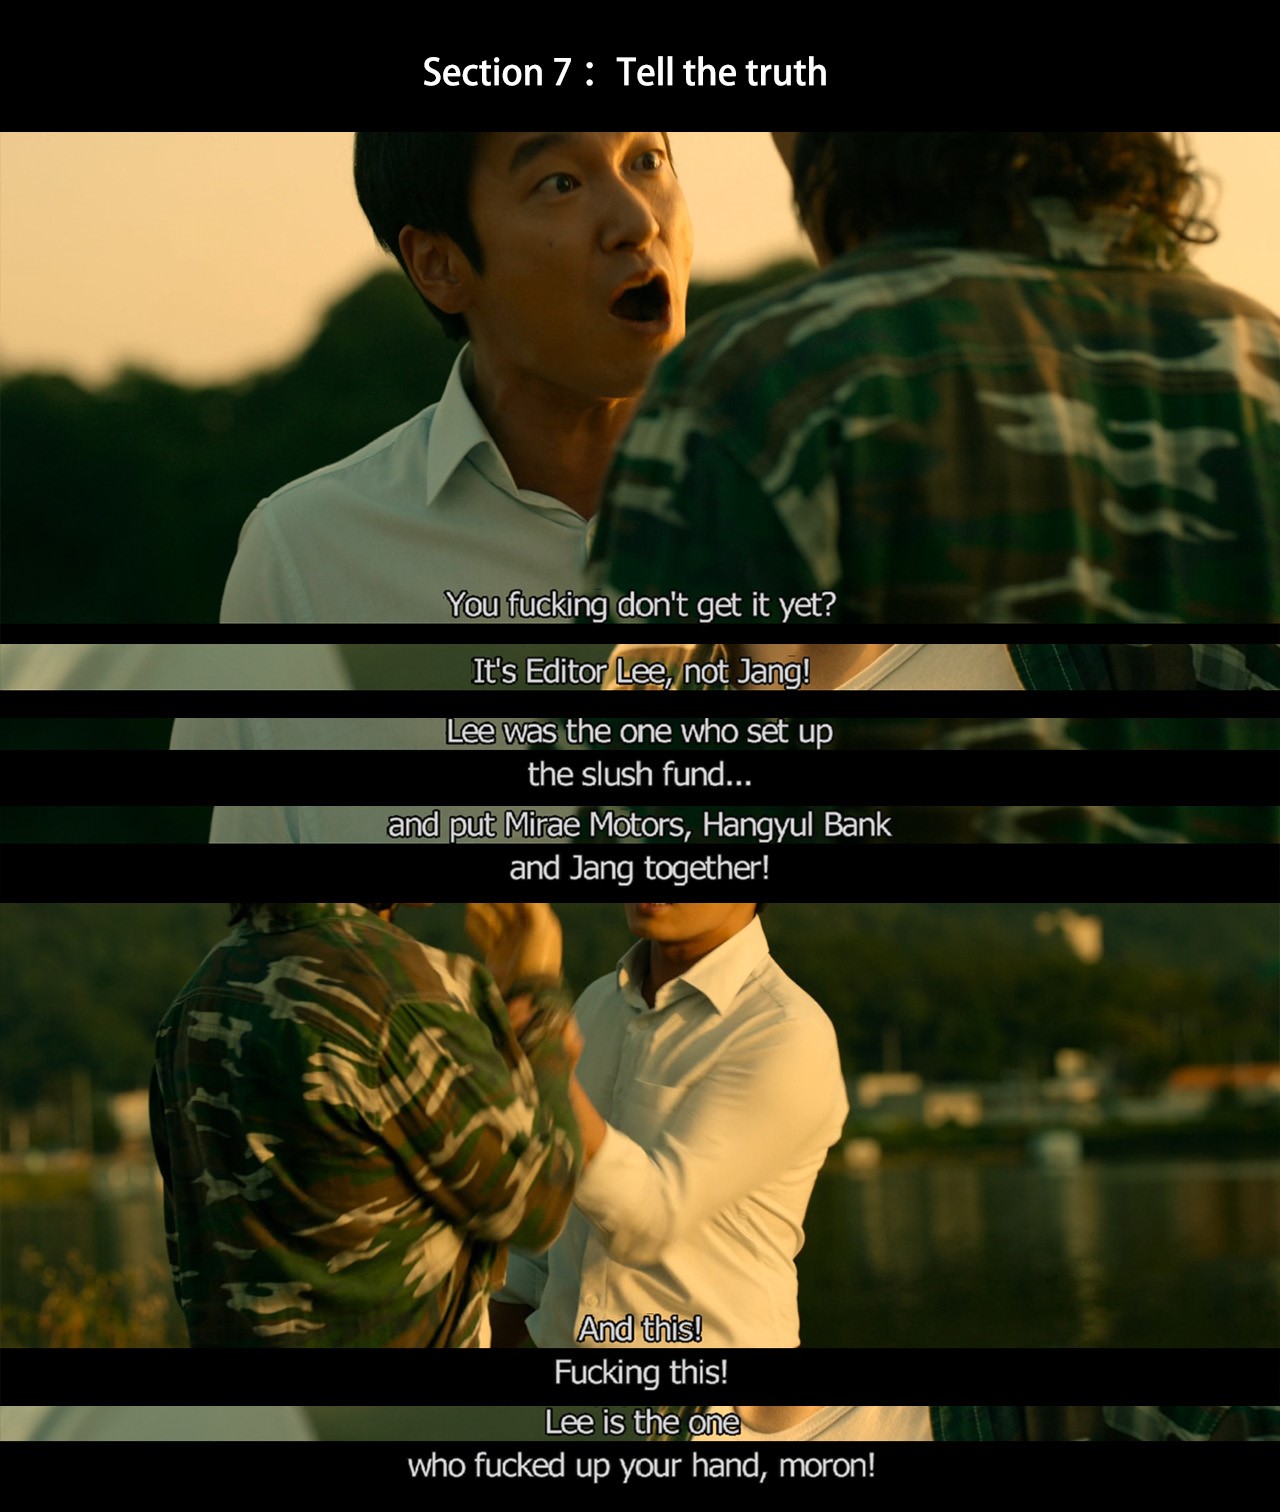 Section 7： Tell the truth
You fucking don't get it yet?
It's Editor Lee, not Jang!
Lee was the one who set up
the slush fund...
and put Mirae Motors, Hangyul Bank
and Jang together!
And this!
Fucking this!
Lee is the one
who fucked up your hand, moron!